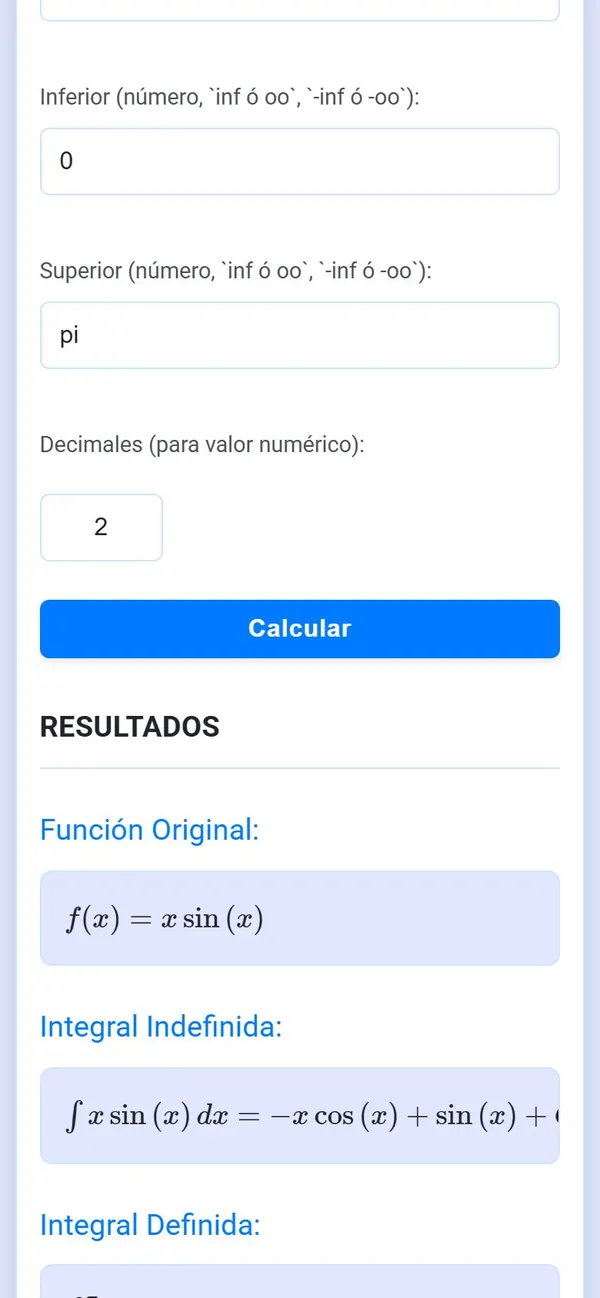 Inferior (número, `inf ó oo`, `-inf ó -oo`):
0
Superior (número, `inf ó oo`, `-inf ó -oo`):
pi
Decimales (para valor numérico):
2
Calcular
RESULTADOS
Función Original:
f(x) = x sin (x)
Integral Indefinida:
∫ x sin (x) dx = −x cos (x) + sin (x) +
Integral Definida: